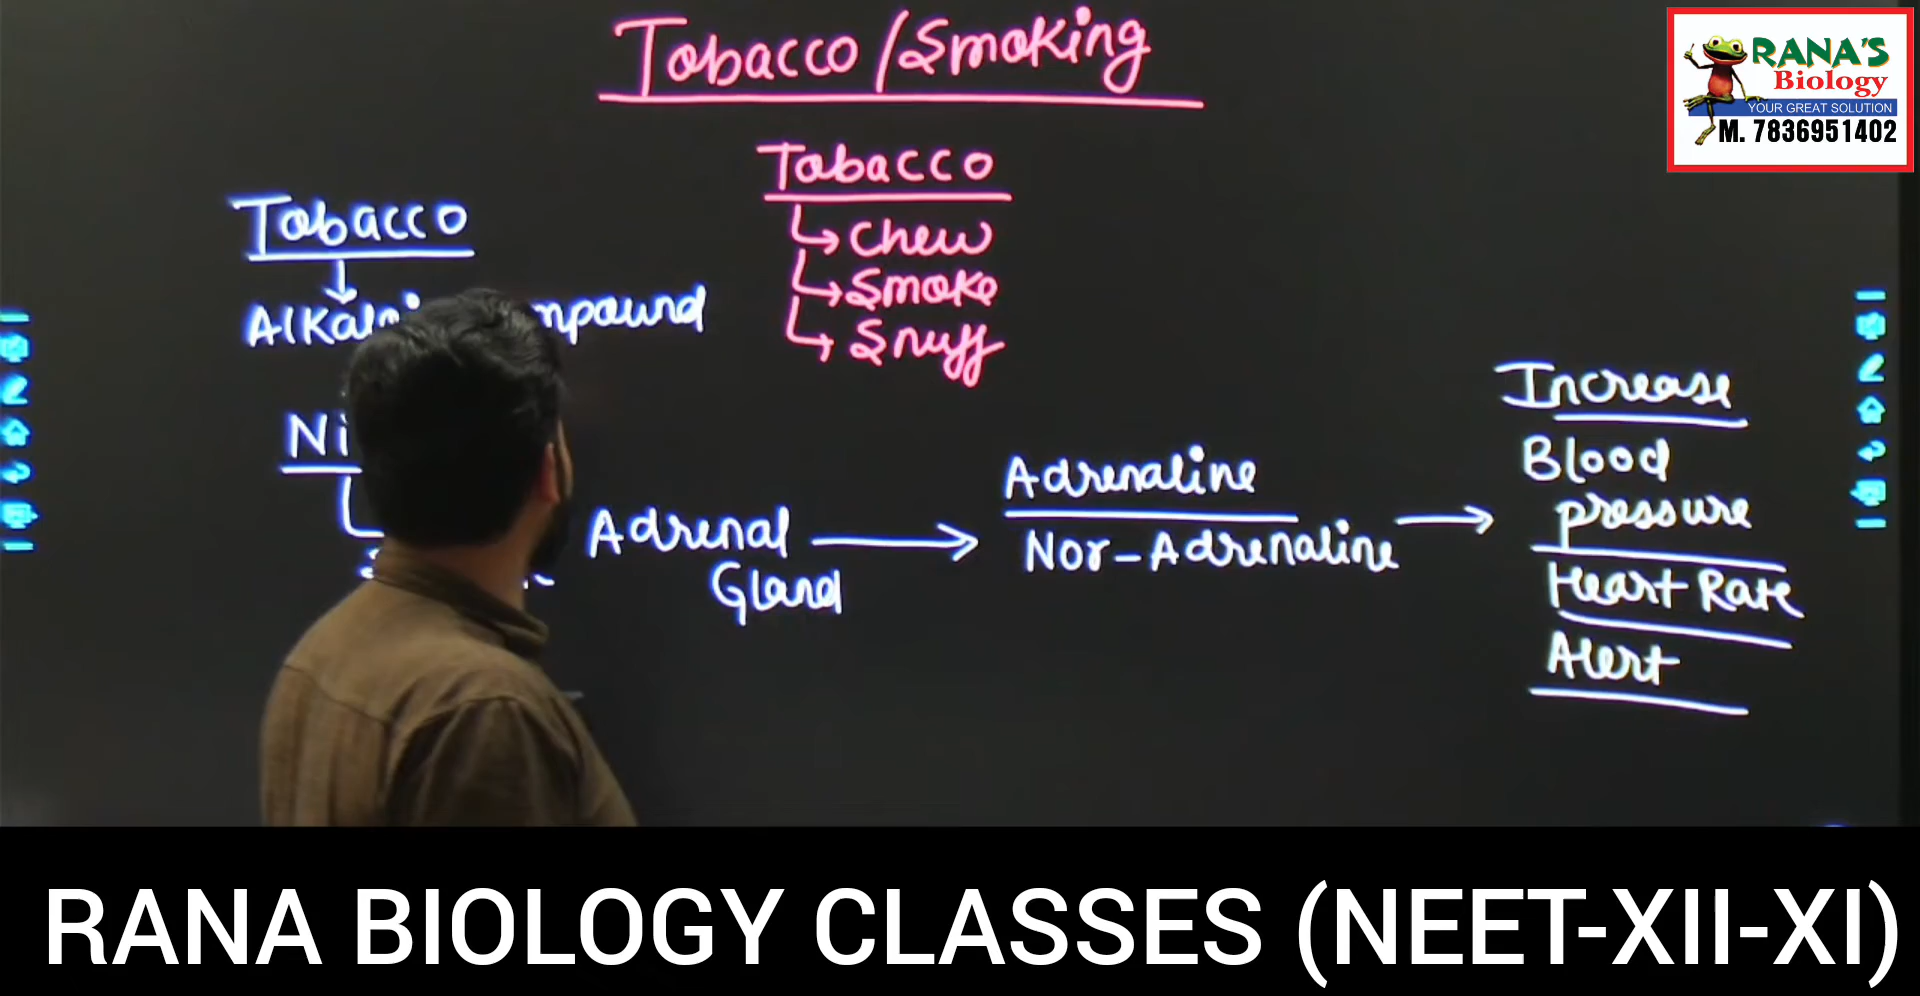 Tobacco/Smoking
RANA'S
Biology
YOUR GREAT SOLUTION
M. 7836951402
Tobacco
Chew
Smoke
Snuff
Tobacco
Adrenal
Gland
Adrenaline
Nor-Adrenaline
Increase
Blood
pressure
Heart Rate
Alert
RANA BIOLOGY CLASSES (NEET-XII-XI)